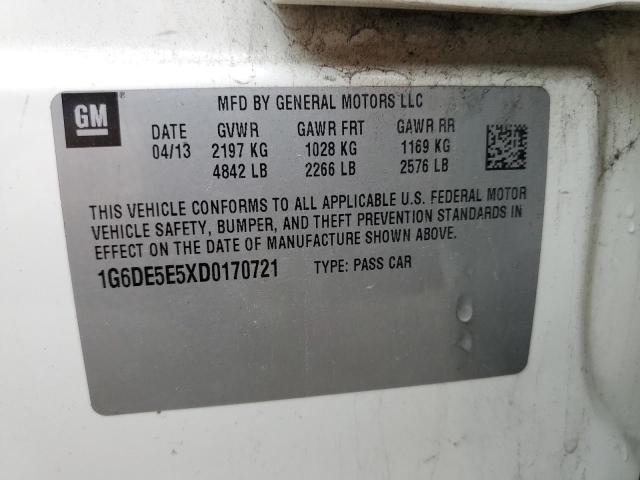 GM
MFD BY GENERAL MOTORS LLC
DATE GVWR GAWR FRT GAWR RR
04/13 2197 KG 1028 KG 1169 KG
4842 LB 2266 LB 2576 LB
THIS VEHICLE CONFORMS TO ALL APPLICABLE U.S. FEDERAL MOTOR
VEHICLE SAFETY, BUMPER, AND THEFT PREVENTION STANDARDS IN
EFFECT ON THE DATE OF MANUFACTURE SHOWN ABOVE.
1G6DE5E5XD0170721 TYPE: PASS CAR